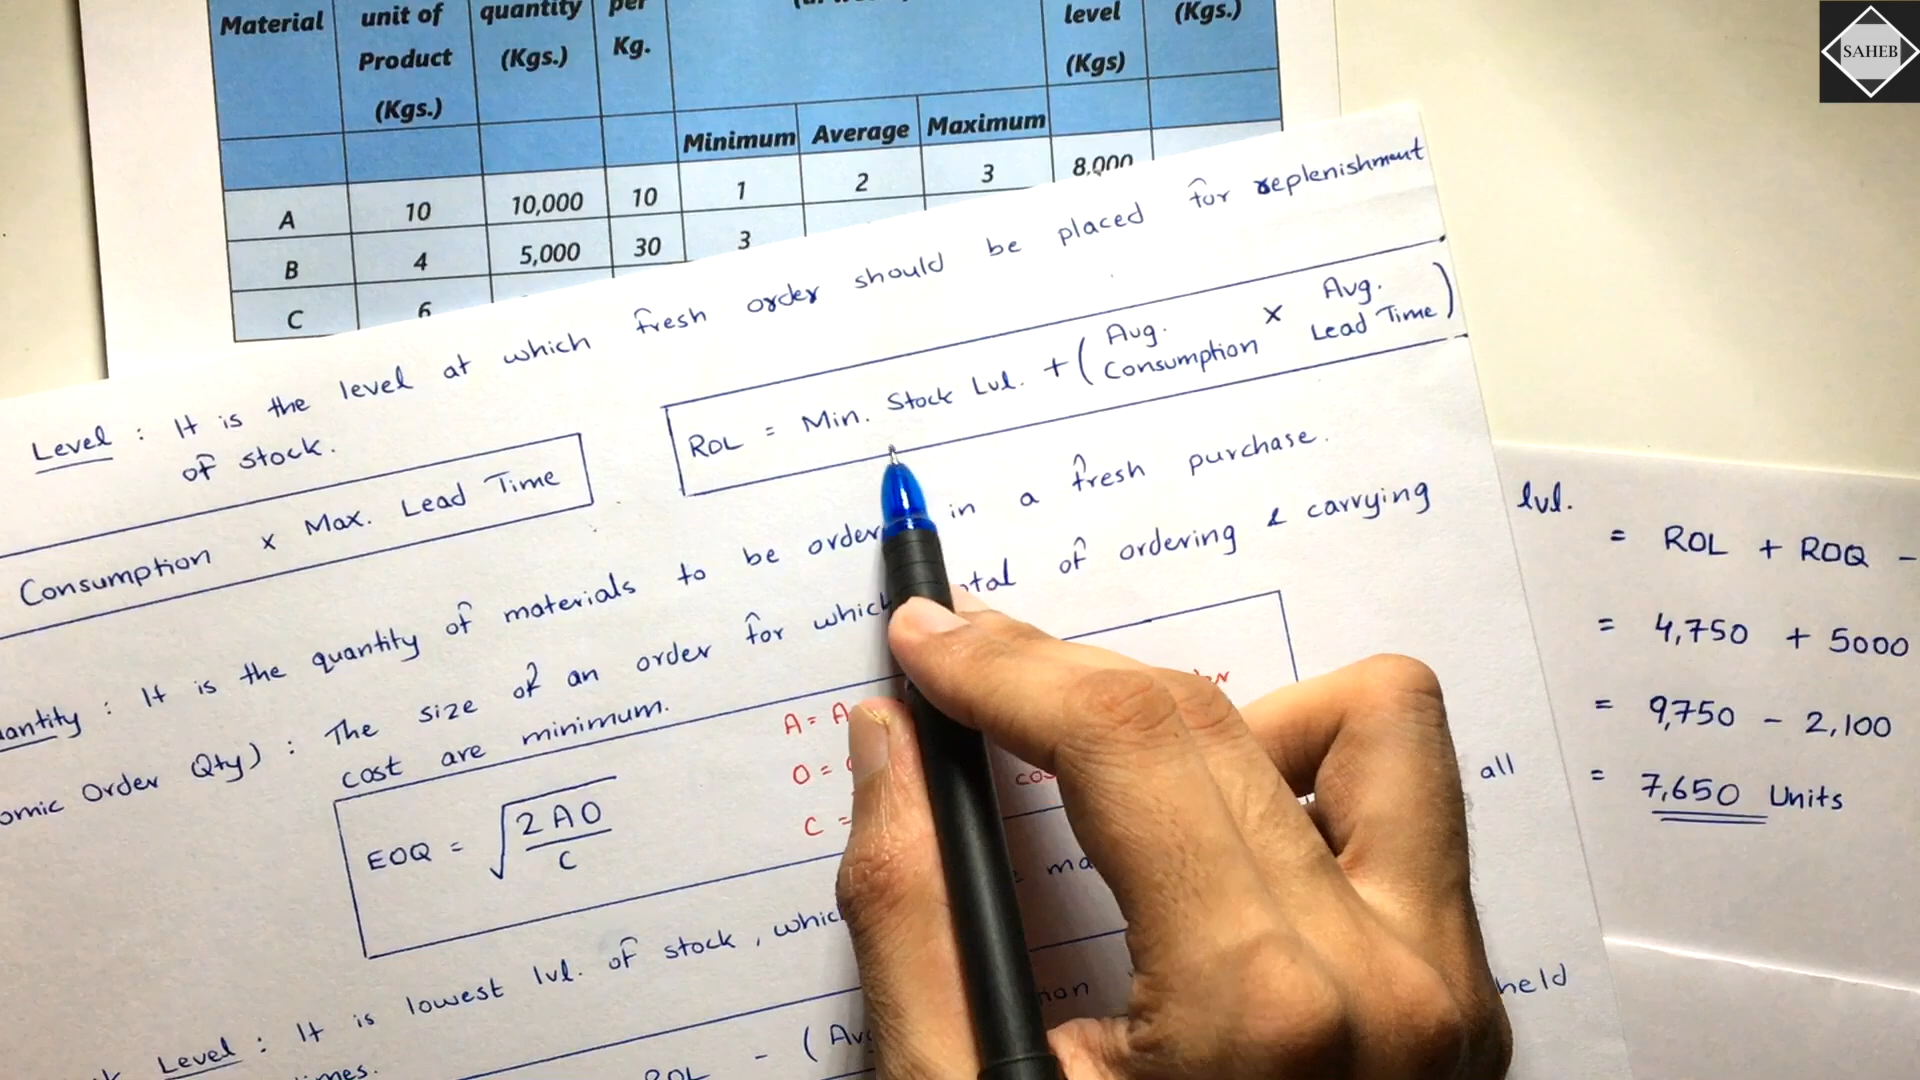 Material unit of Product (Kgs.) quantity (Kgs.) per Kg. level (Kgs) (Kgs.)
Minimum Average Maximum
A 10 10,000 10 1 2 3 8,000
B 4 5,000 30 3
C 6
SAHEB
Level : It is the level at which fresh order should be placed for replenishment
of stock.
Consumption x Max. Lead Time
ROL = Min. Stock Lvl. + ( Avg. Consumption x Avg. Lead Time )
: It is the quantity of materials to be order in a fresh purchase.
Order Qty) : The size of an order for which of ordering & carrying
cost are minimum.
EOQ = √ 2AO / C
A = A
O =
C =
Level : It is lowest lvl. of stock,
ROL - (
lvl.
= ROL + ROQ -
= 4,750 + 5000
= 9,750 - 2,100
= 7,650 Units
all
held